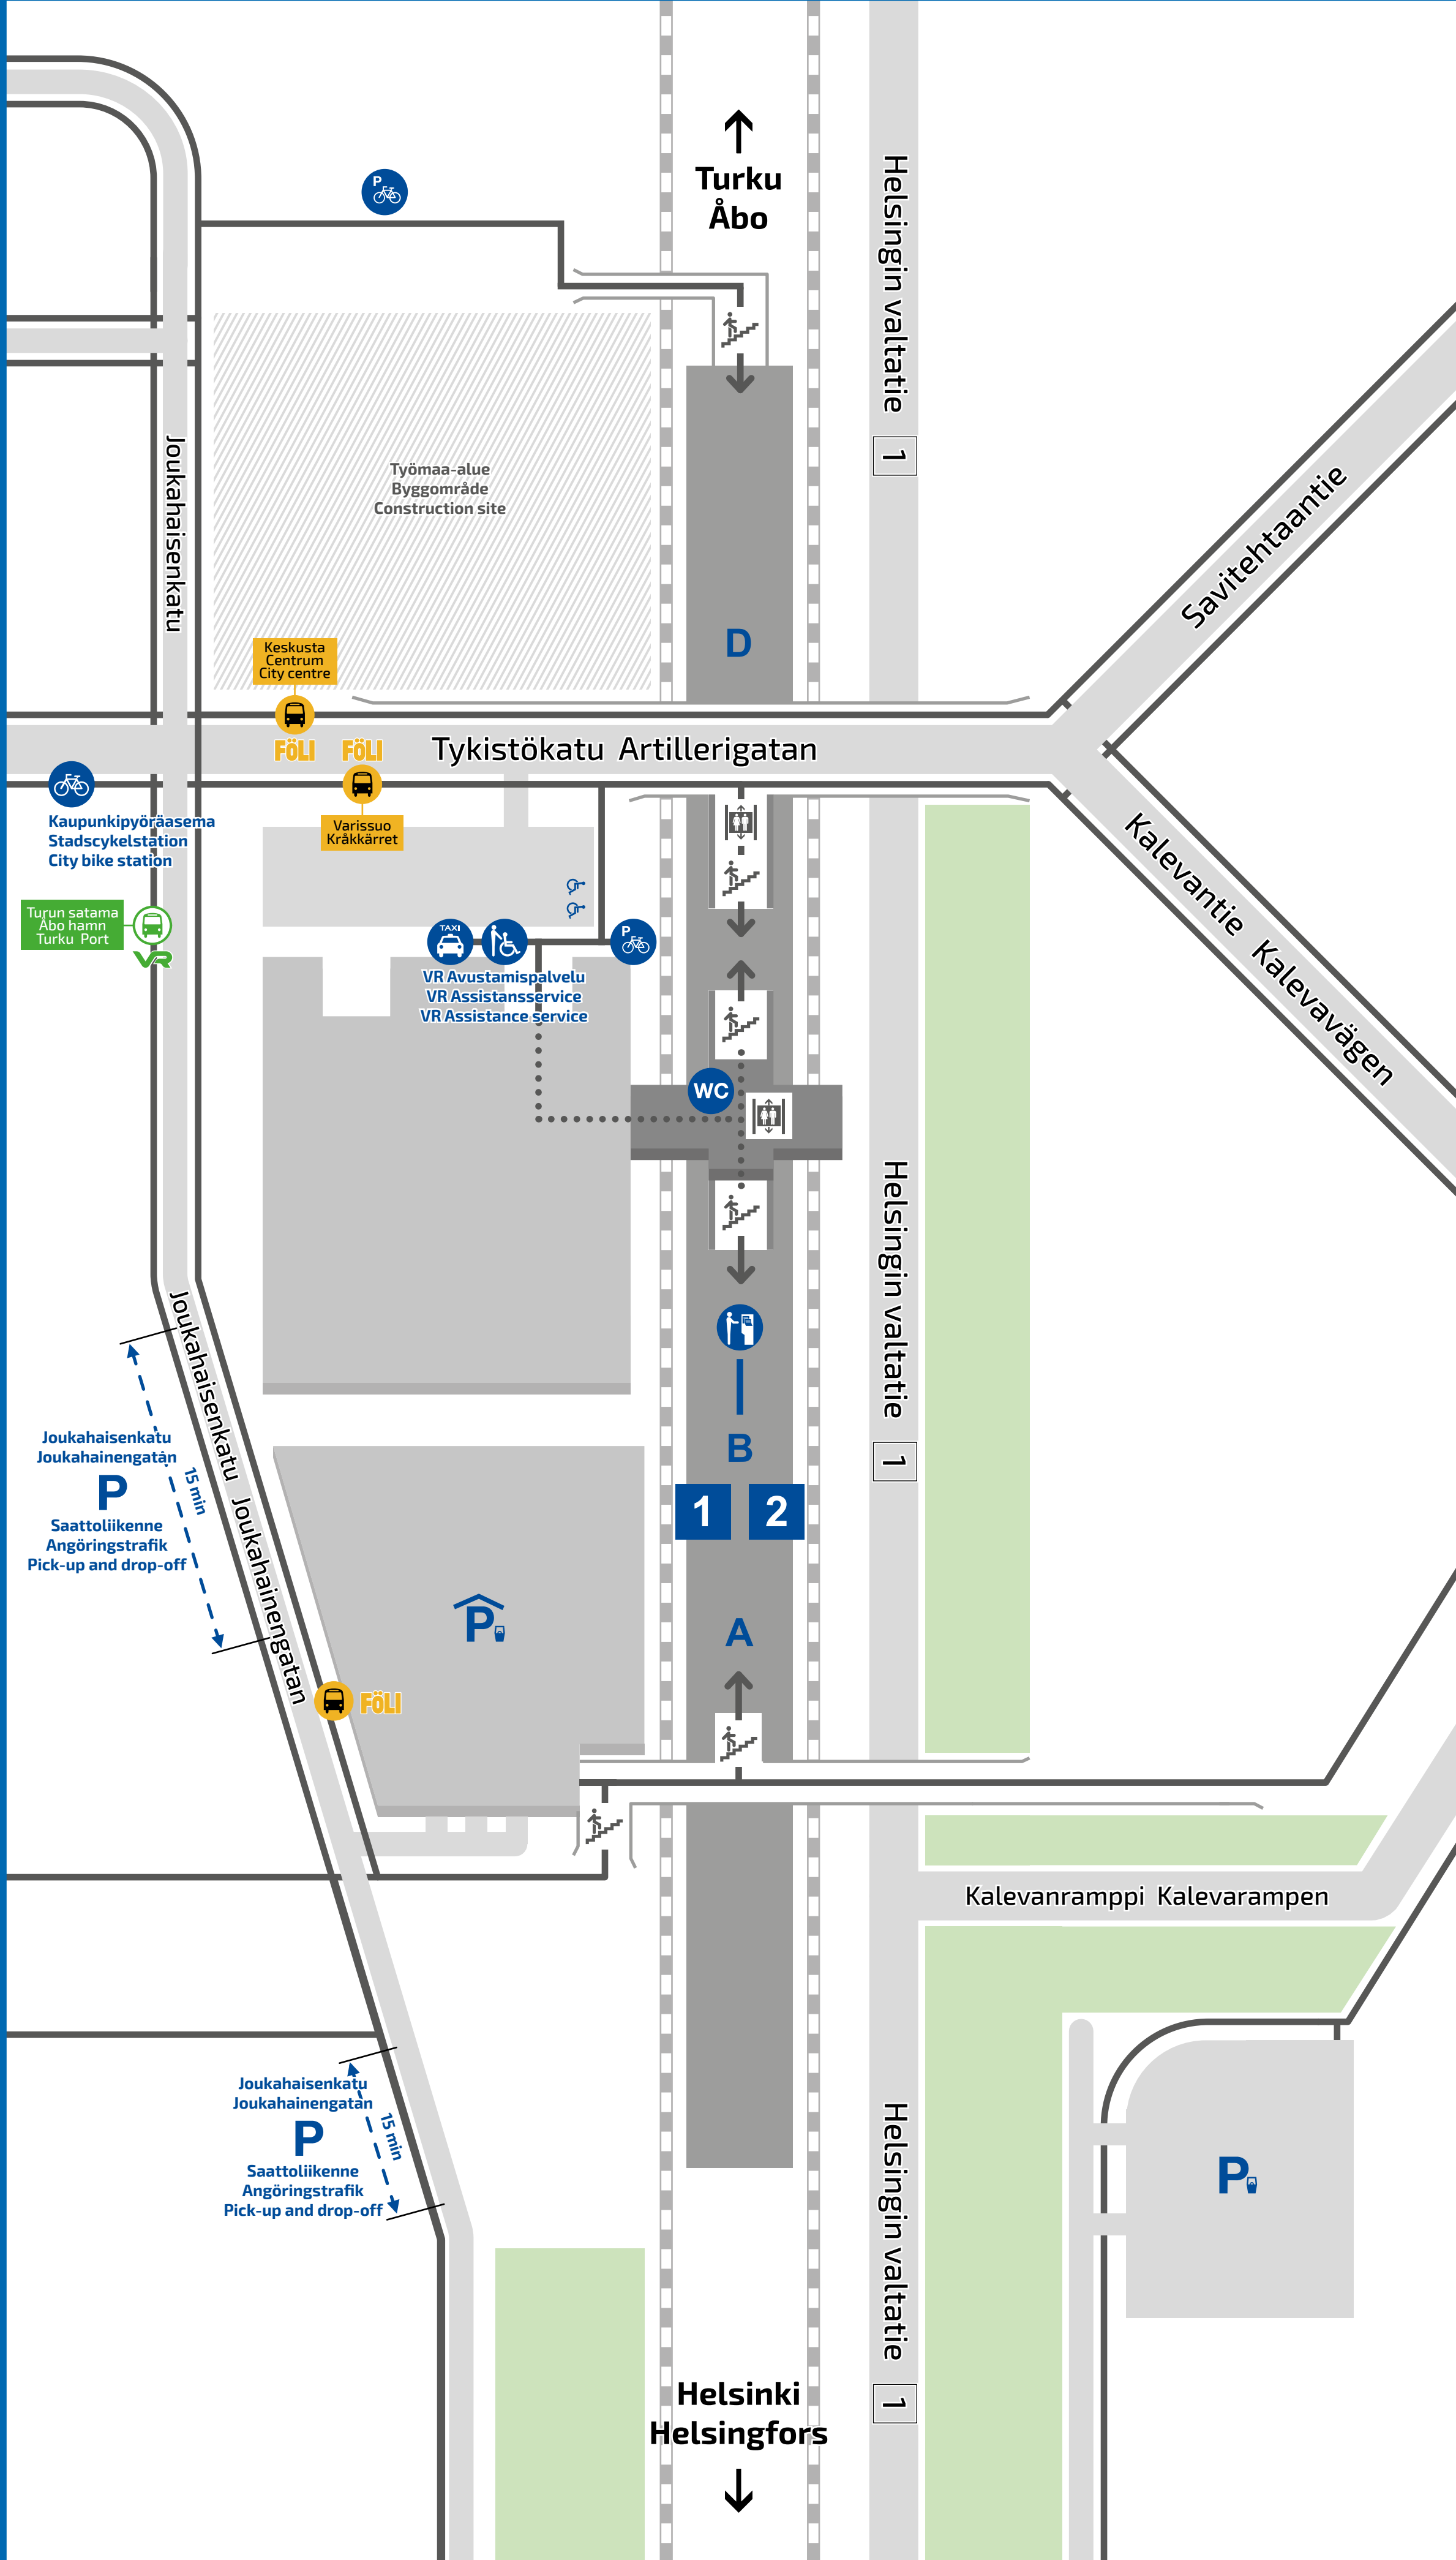 P
Turku
Åbo
Helsingin valtatie
1
Joukahaisenkatu
Työmaa-alue
Byggområde
Construction site
Savitehtaantie
D
Keskusta
Centrum
City centre
FÖLI
FÖLI
Tykistökatu Artillerigatan
Kaupunkipyöräasema
Stadscykelstation
City bike station
Varissuo
Kråkkärret
Kalevantie Kalevavägen
Turun satama
Åbo hamn
Turku Port
VR
TAXI
P
VR Avustamispalvelu
VR Assistansservice
VR Assistance service
WC
Helsingin valtatie
1
Joukahaisenkatu Joukahainengatan
Joukahaisenkatu
Joukahainengatan
P
15 min
Saattoliikenne
Angöringstrafik
Pick-up and drop-off
B
1 2
P
A
FÖLI
Kalevanramppi Kalevarampen
Joukahaisenkatu
Joukahainengatan
P
15 min
Saattoliikenne
Angöringstrafik
Pick-up and drop-off
P
Helsingin valtatie
1
Helsinki
Helsingfors